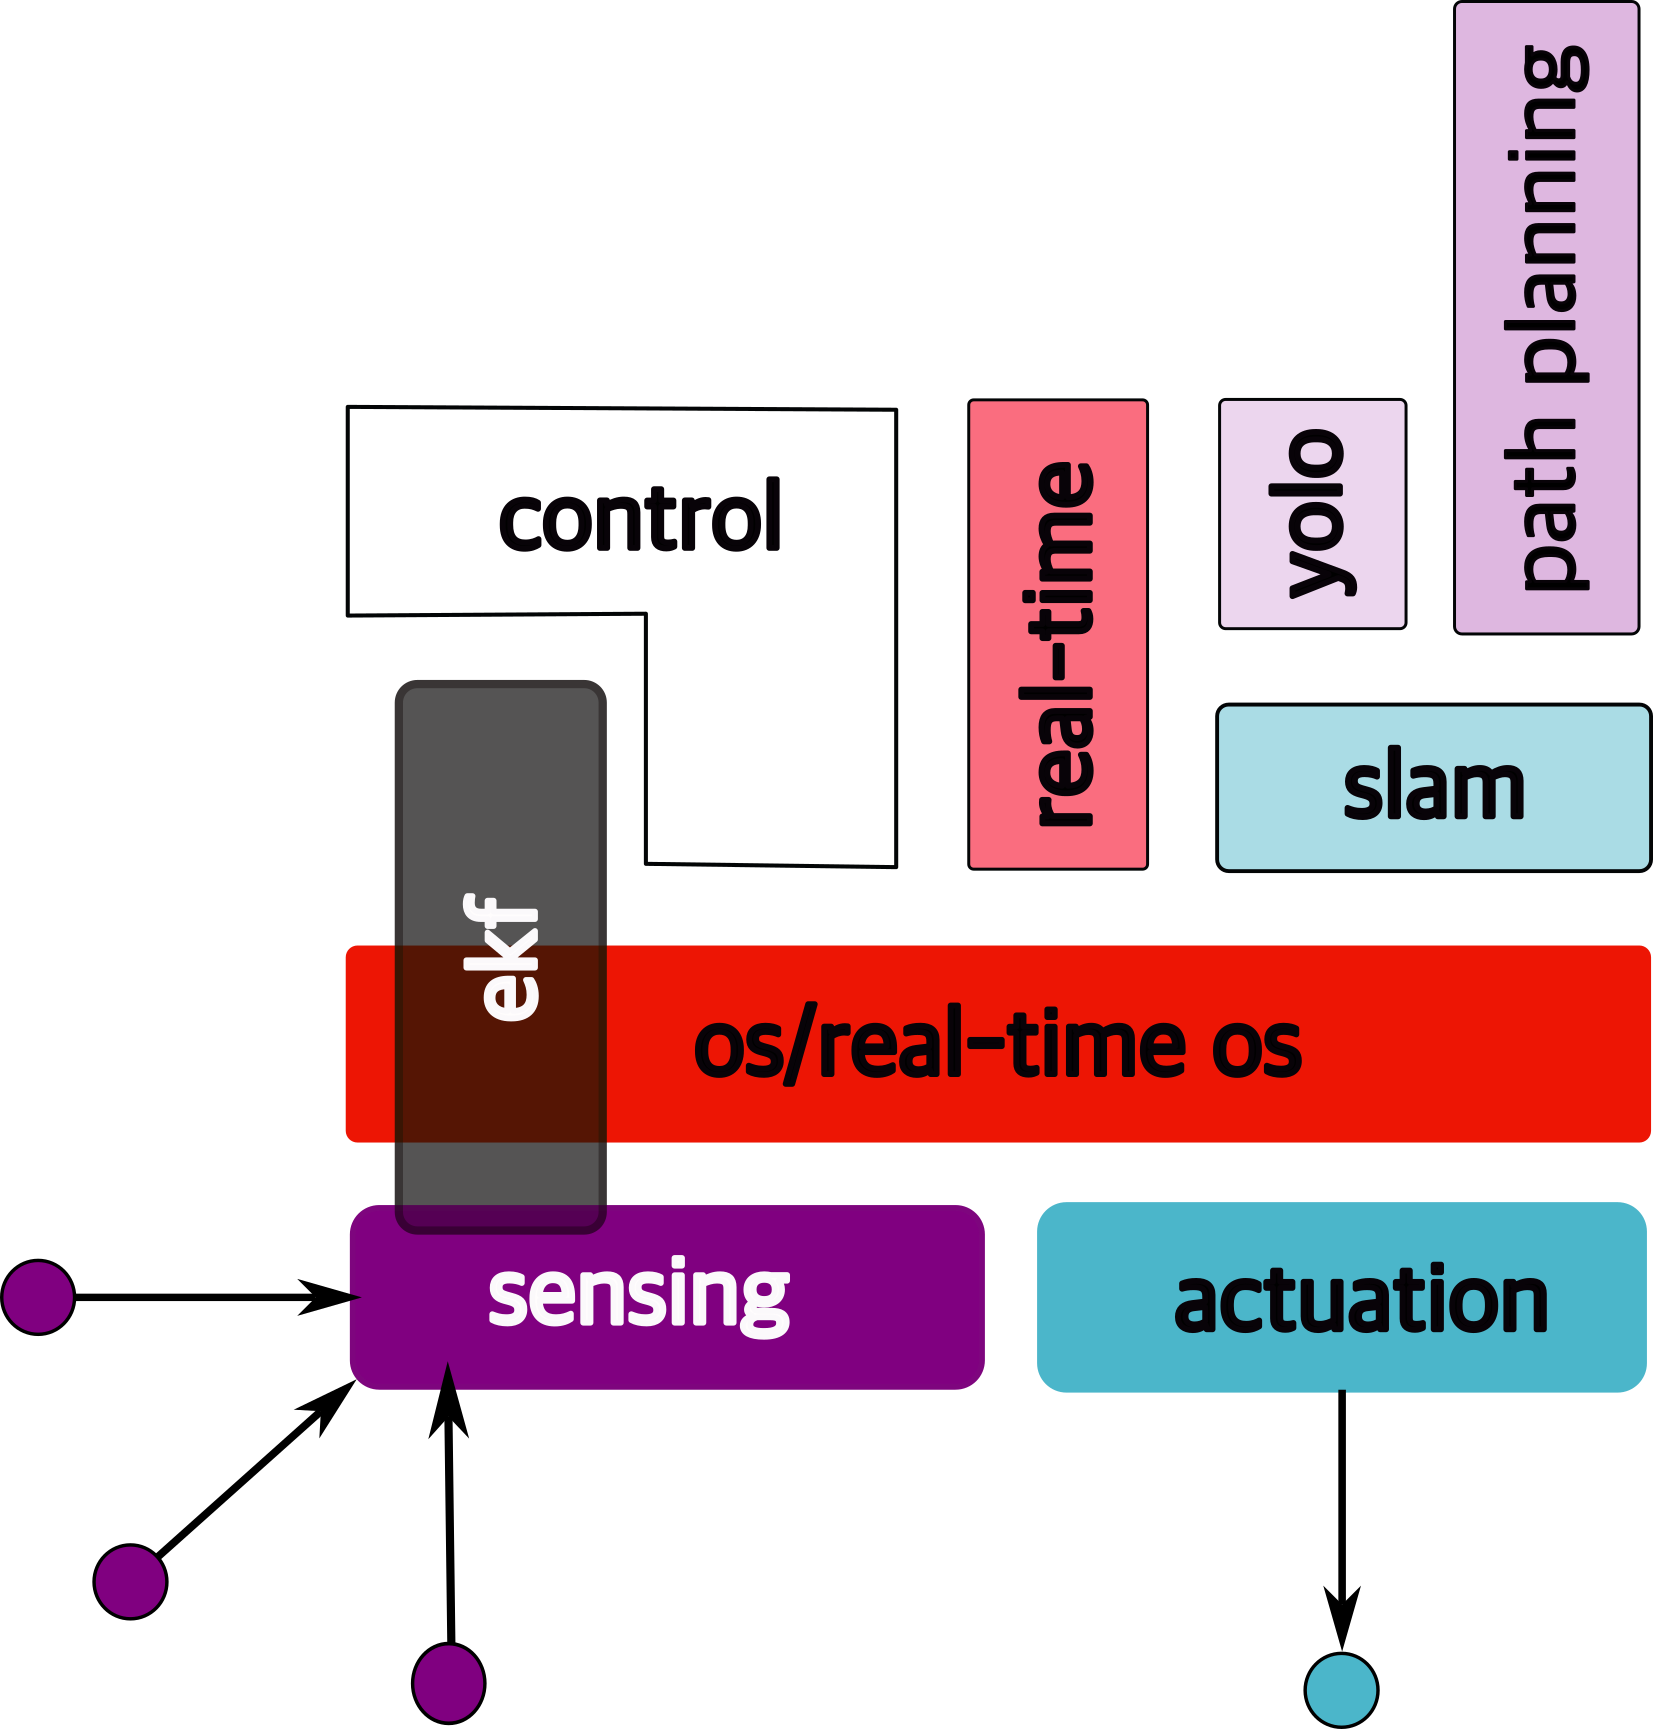 path planning
control
real-time
yolo
slam
ekf
os/real-time os
sensing
actuation